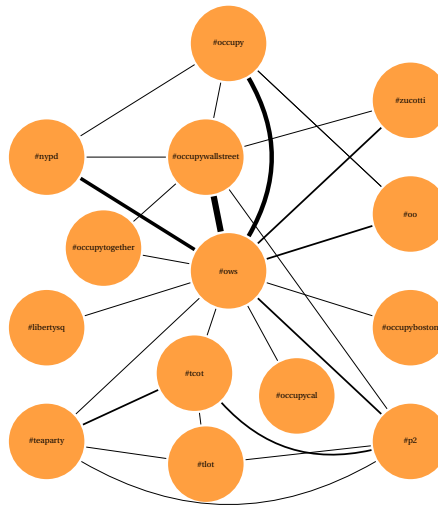 #occupy
#zucotti
#nypd
#occupywallstreet
#oo
#occupytogether
#ows
#libertysq
#occupyboston
#tcot
#occupycal
#teaparty
#p2
#tlot